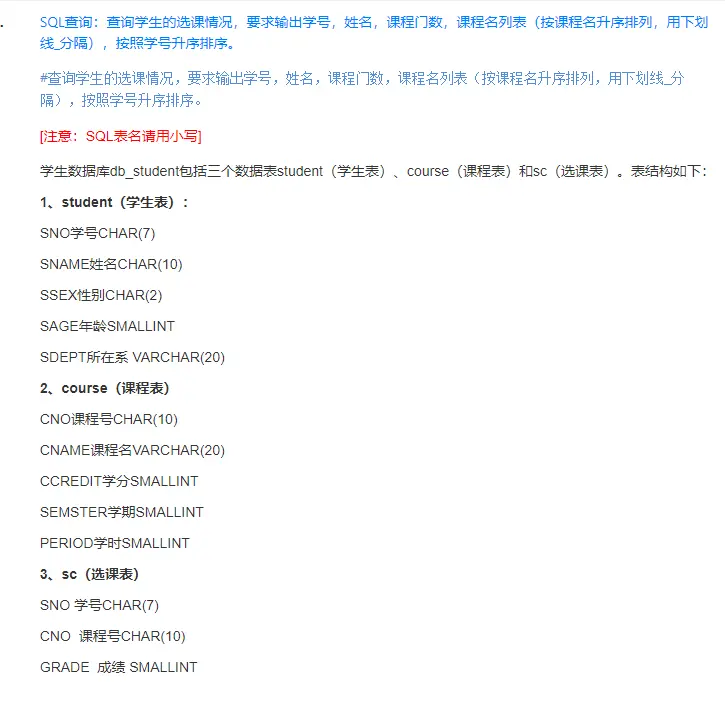 SQL查询：查询学生的选课情况，要求输出学号，姓名，课程门数，课程名列表（按课程名升序排列，用下划
线_分隔），按照学号升序排序。
#查询学生的选课情况，要求输出学号，姓名，课程门数，课程名列表（按课程名升序排列，用下划线_分
隔），按照学号升序排序。
[注意：SQL表名请用小写]
学生数据库db_student包括三个数据表student（学生表）、course（课程表）和sc（选课表）。表结构如下：
1、student（学生表）：
SNO学号CHAR(7)
SNAME姓名CHAR(10)
SSEX性别CHAR(2)
SAGE年龄SMALLINT
SDEPT所在系 VARCHAR(20)
2、course（课程表）
CNO课程号CHAR(10)
CNAME课程名VARCHAR(20)
CCREDIT学分SMALLINT
SEMSTER学期SMALLINT
PERIOD学时SMALLINT
3、sc（选课表）
SNO 学号CHAR(7)
CNO  课程号CHAR(10)
GRADE  成绩 SMALLINT